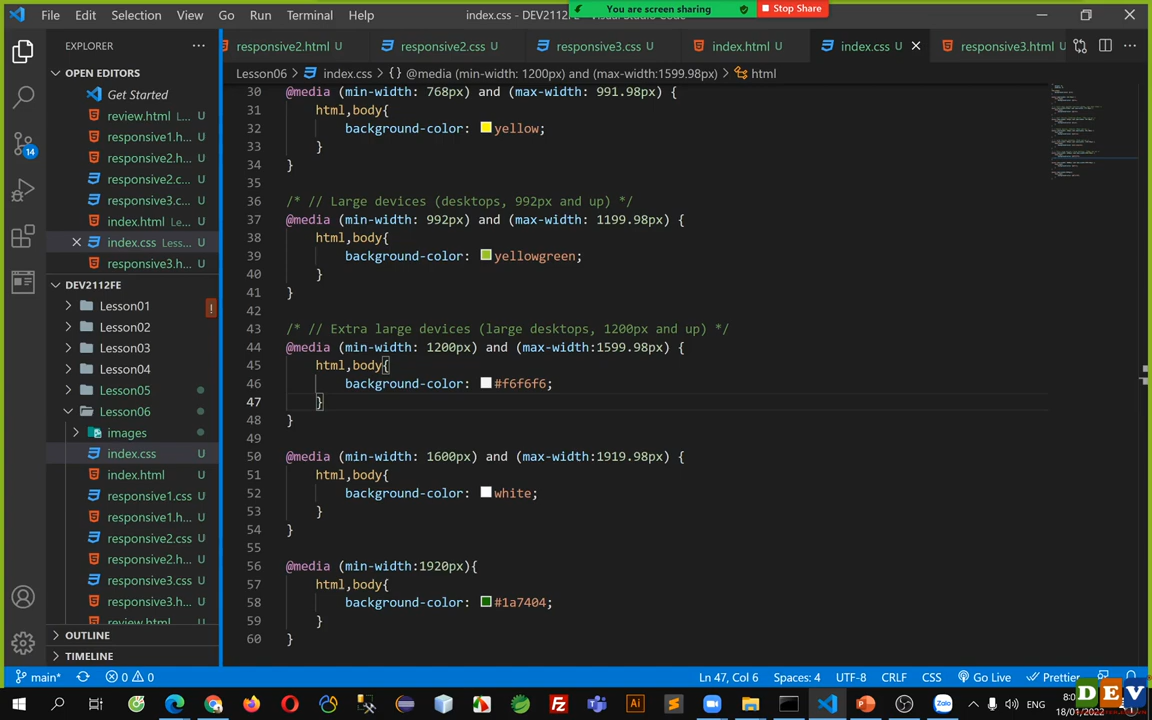 File Edit Selection View Go Run Terminal Help
index.css - DEV2112FE
You are screen sharing
Stop Share
EXPLORER
responsive2.html U
responsive2.css U
responsive3.css U
index.html U
index.css U
responsive3.html U
Lesson06 > index.css > {} @media (min-width: 1200px) and (max-width:1599.98px) > html
OPEN EDITORS
Get Started
review.html L... U
responsive1.h... U
responsive2.h... U
responsive2.c... U
responsive3.c... U
index.html Le... U
index.css Less... U
responsive3.h... U
DEV2112FE
Lesson01
Lesson02
Lesson03
Lesson04
Lesson05
Lesson06
images
index.css U
index.html U
responsive1.css U
responsive1.h... U
responsive2.css U
responsive2.h... U
responsive3.css U
responsive3.h... U
review.html U
OUTLINE
TIMELINE
30 @media (min-width: 768px) and (max-width: 991.98px) {
31 html,body{
32 background-color: yellow;
33 }
34 }
35
36 /* // Large devices (desktops, 992px and up) */
37 @media (min-width: 992px) and (max-width: 1199.98px) {
38 html,body{
39 background-color: yellowgreen;
40 }
41 }
42
43 /* // Extra large devices (large desktops, 1200px and up) */
44 @media (min-width: 1200px) and (max-width:1599.98px) {
45 html,body{
46 background-color: #f6f6f6;
47 }
48 }
49
50 @media (min-width: 1600px) and (max-width:1919.98px) {
51 html,body{
52 background-color: white;
53 }
54 }
55
56 @media (min-width:1920px){
57 html,body{
58 background-color: #1a7404;
59 }
60 }
14
main* 0 0
Ln 47, Col 6 Spaces: 4 UTF-8 CRLF CSS Go Live Prettier
ENG
18/01/2022
DEV